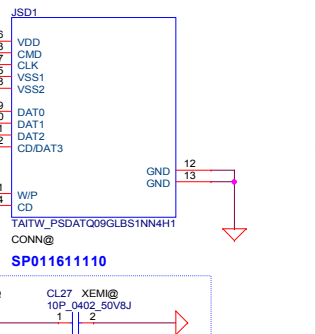 JSD1
VDD
CMD
CLK
VSS1
VSS2
DAT0
DAT1
DAT2
CD/DAT3
GND 12
GND 13
W/P
CD
TAITW_PSDATQ09GLBS1NN4H1
CONN@
SP011611110
CL27 XEMI@
10P_0402_50V8J
1 2